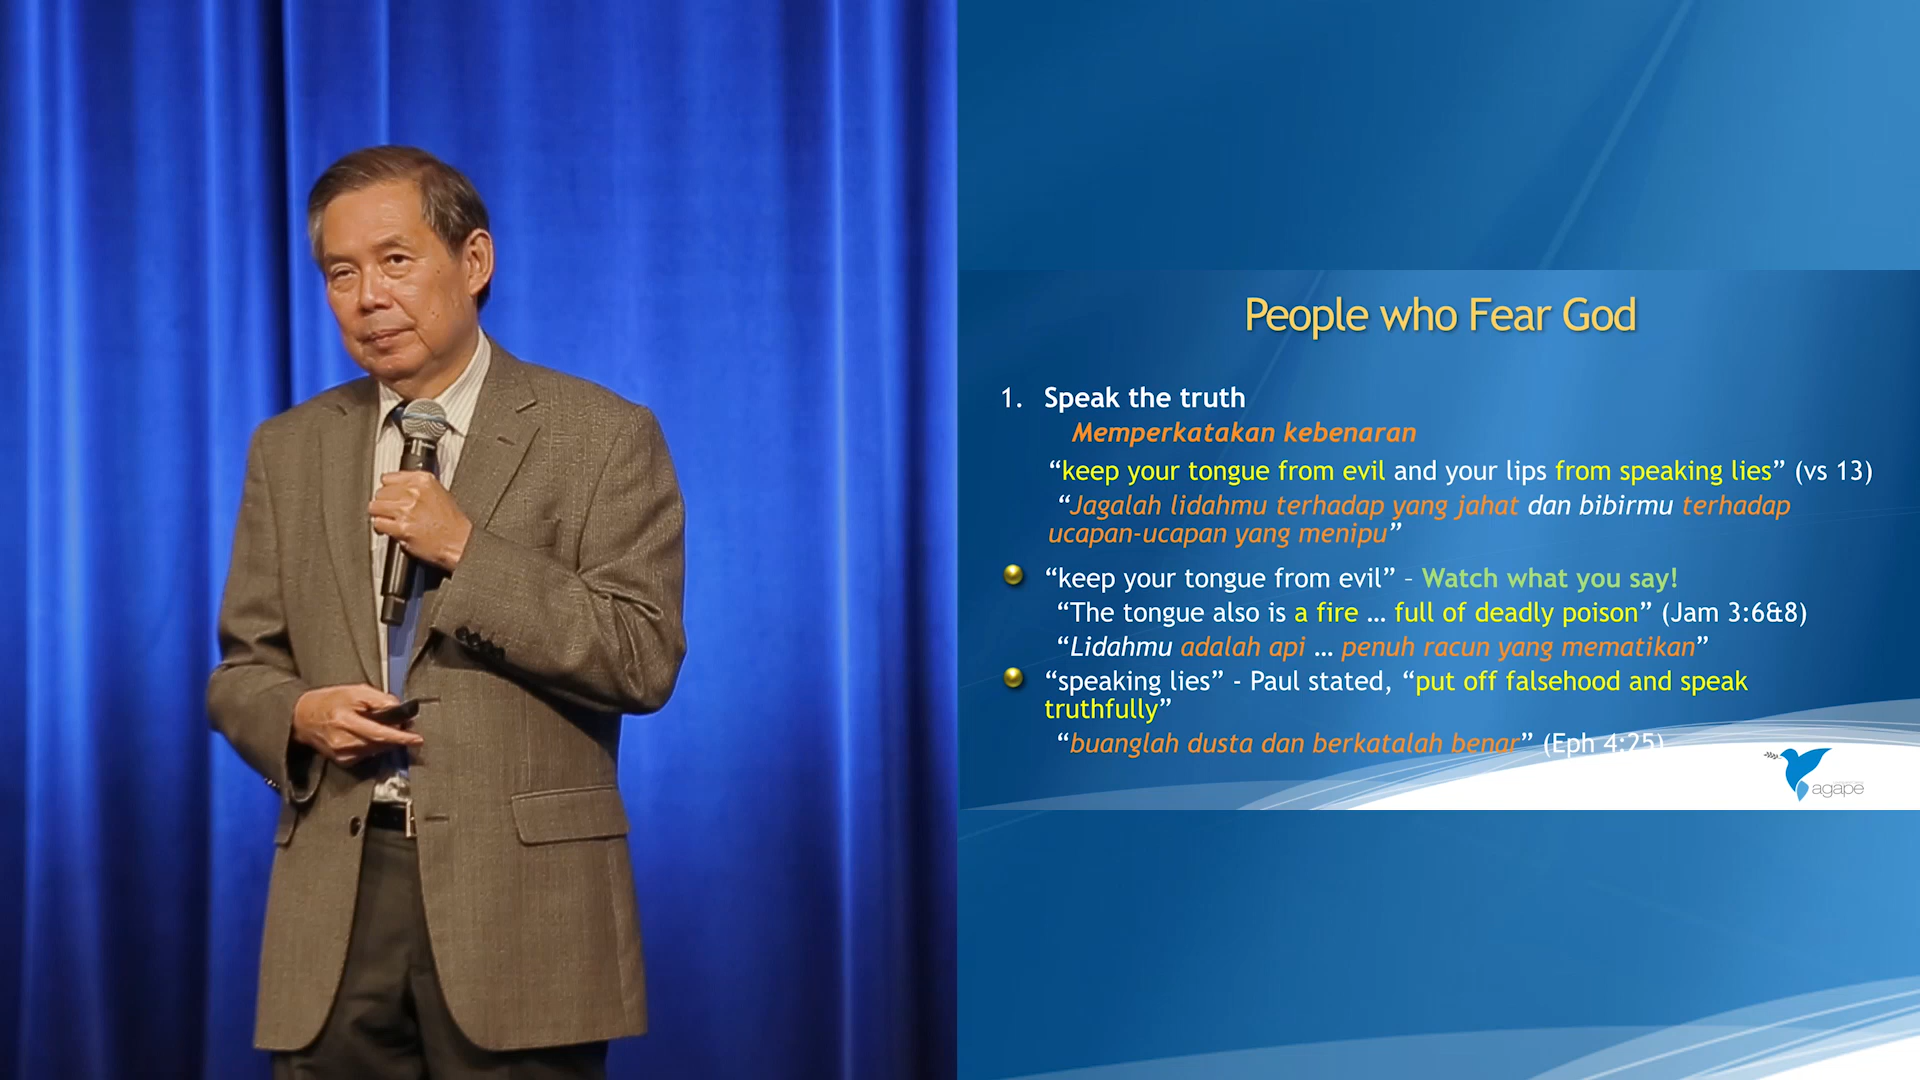 People who Fear God
1. Speak the truth
Memperkatakan kebenaran
“keep your tongue from evil and your lips from speaking lies” (vs 13)
“Jagalah lidahmu terhadap yang jahat dan bibirmu terhadap
ucapan-ucapan yang menipu”
“keep your tongue from evil” – Watch what you say!
“The tongue also is a fire … full of deadly poison” (Jam 3:6&8)
“Lidahmu adalah api … penuh racun yang mematikan”
“speaking lies” - Paul stated, “put off falsehood and speak
truthfully”
“buanglah dusta dan berkatalah benar” (Eph 4:25)
agape